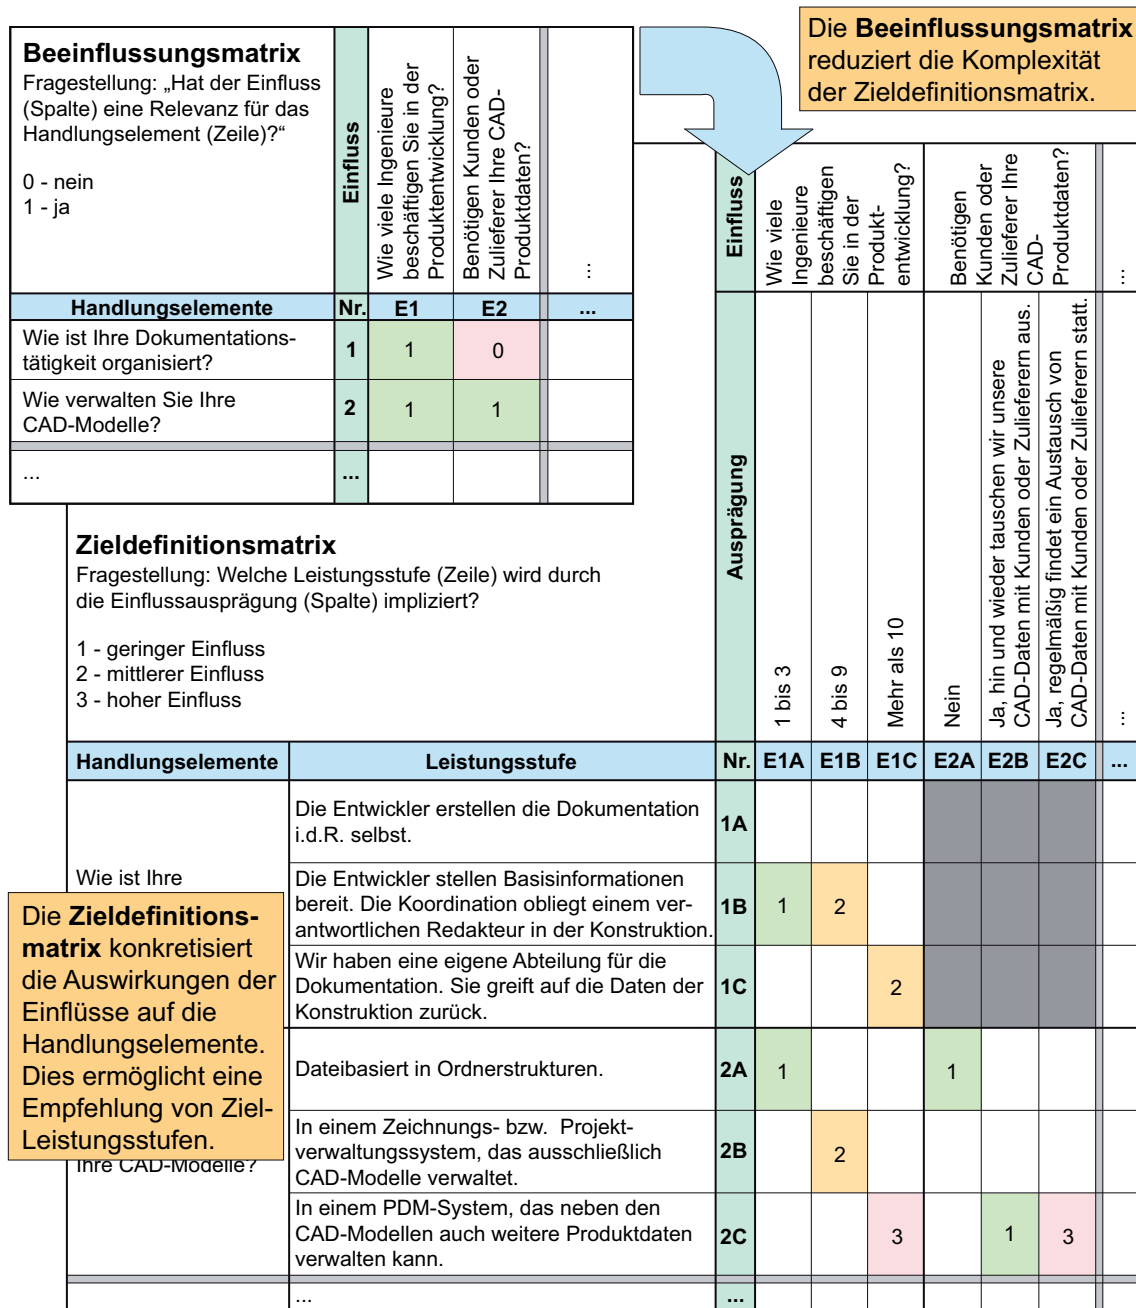 Die Beeinflussungsmatrix
reduziert die Komplexität
der Zieldefinitionsmatrix.
Beeinflussungsmatrix
Fragestellung: „Hat der Einfluss
(Spalte) eine Relevanz für das
Handlungselement (Zeile)?“
0 - nein
1 - ja
Einfluss
Wie viele Ingenieure
beschäftigen Sie in der
Produktentwicklung?
Benötigen Kunden oder
Zulieferer Ihre CAD-
Produktdaten?
...
Handlungselemente Nr. E1 E2 ...
Wie ist Ihre Dokumentations-
tätigkeit organisiert?
1 1 0
Wie verwalten Sie Ihre
CAD-Modelle?
2 1 1
... ...
Zieldefinitionsmatrix
Fragestellung: Welche Leistungsstufe (Zeile) wird durch
die Einflussausprägung (Spalte) impliziert?
1 - geringer Einfluss
2 - mittlerer Einfluss
3 - hoher Einfluss
Einfluss
Wie viele
Ingenieure
beschäftigen
Sie in der
Produkt-
entwicklung?
Benötigen
Kunden oder
Zulieferer Ihre
CAD-
Produktdaten?
...
Ausprägung
1 bis 3
4 bis 9
Mehr als 10
Nein
Ja, hin und wieder tauschen wir unsere
CAD-Daten mit Kunden oder Zulieferern aus.
Ja, regelmäßig findet ein Austausch von
CAD-Daten mit Kunden oder Zulieferern statt.
...
Handlungselemente Leistungsstufe Nr. E1A E1B E1C E2A E2B E2C ...
Wie ist Ihre
Die Entwickler erstellen die Dokumentation
i.d.R. selbst.
1A
Die Entwickler stellen Basisinformationen
bereit. Die Koordination obliegt einem ver-
antwortlichen Redakteur in der Konstruktion.
1B 1 2
Wir haben eine eigene Abteilung für die
Dokumentation. Sie greift auf die Daten der
Konstruktion zurück.
1C 2
Die Zieldefinitions-
matrix konkretisiert
die Auswirkungen der
Einflüsse auf die
Handlungselemente.
Dies ermöglicht eine
Empfehlung von Ziel-
Leistungsstufen.
Ihre CAD-Modelle?
Dateibasiert in Ordnerstrukturen.
2A 1 1
In einem Zeichnungs- bzw. Projekt-
verwaltungssystem, das ausschließlich
CAD-Modelle verwaltet.
2B 2
In einem PDM-System, das neben den
CAD-Modellen auch weitere Produktdaten
verwalten kann.
2C 3 1 3
... ...